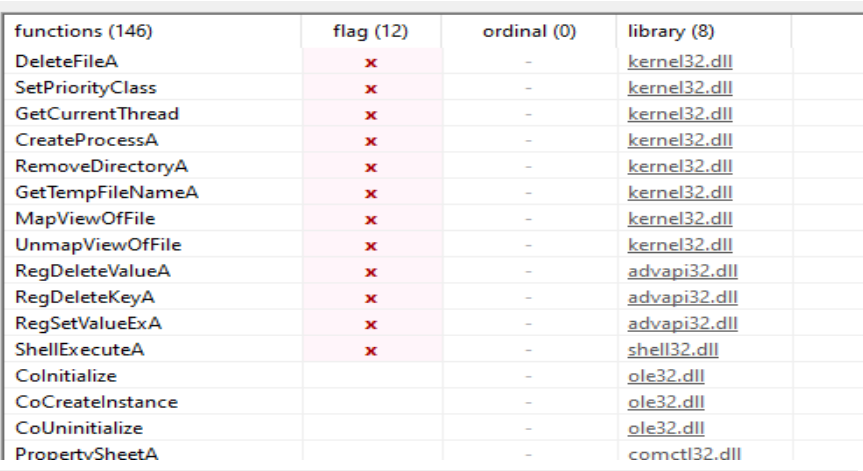 functions (146) flag (12) ordinal (0) library (8)
DeleteFileA x - kernel32.dll
SetPriorityClass x - kernel32.dll
GetCurrentThread x - kernel32.dll
CreateProcessA x - kernel32.dll
RemoveDirectoryA x - kernel32.dll
GetTempFileNameA x - kernel32.dll
MapViewOfFile x - kernel32.dll
UnmapViewOfFile x - kernel32.dll
RegDeleteValueA x - advapi32.dll
RegDeleteKeyA x - advapi32.dll
RegSetValueExA x - advapi32.dll
ShellExecuteA x - shell32.dll
CoInitialize - ole32.dll
CoCreateInstance - ole32.dll
CoUninitialize - ole32.dll
PropertySheetA - comctl32.dll